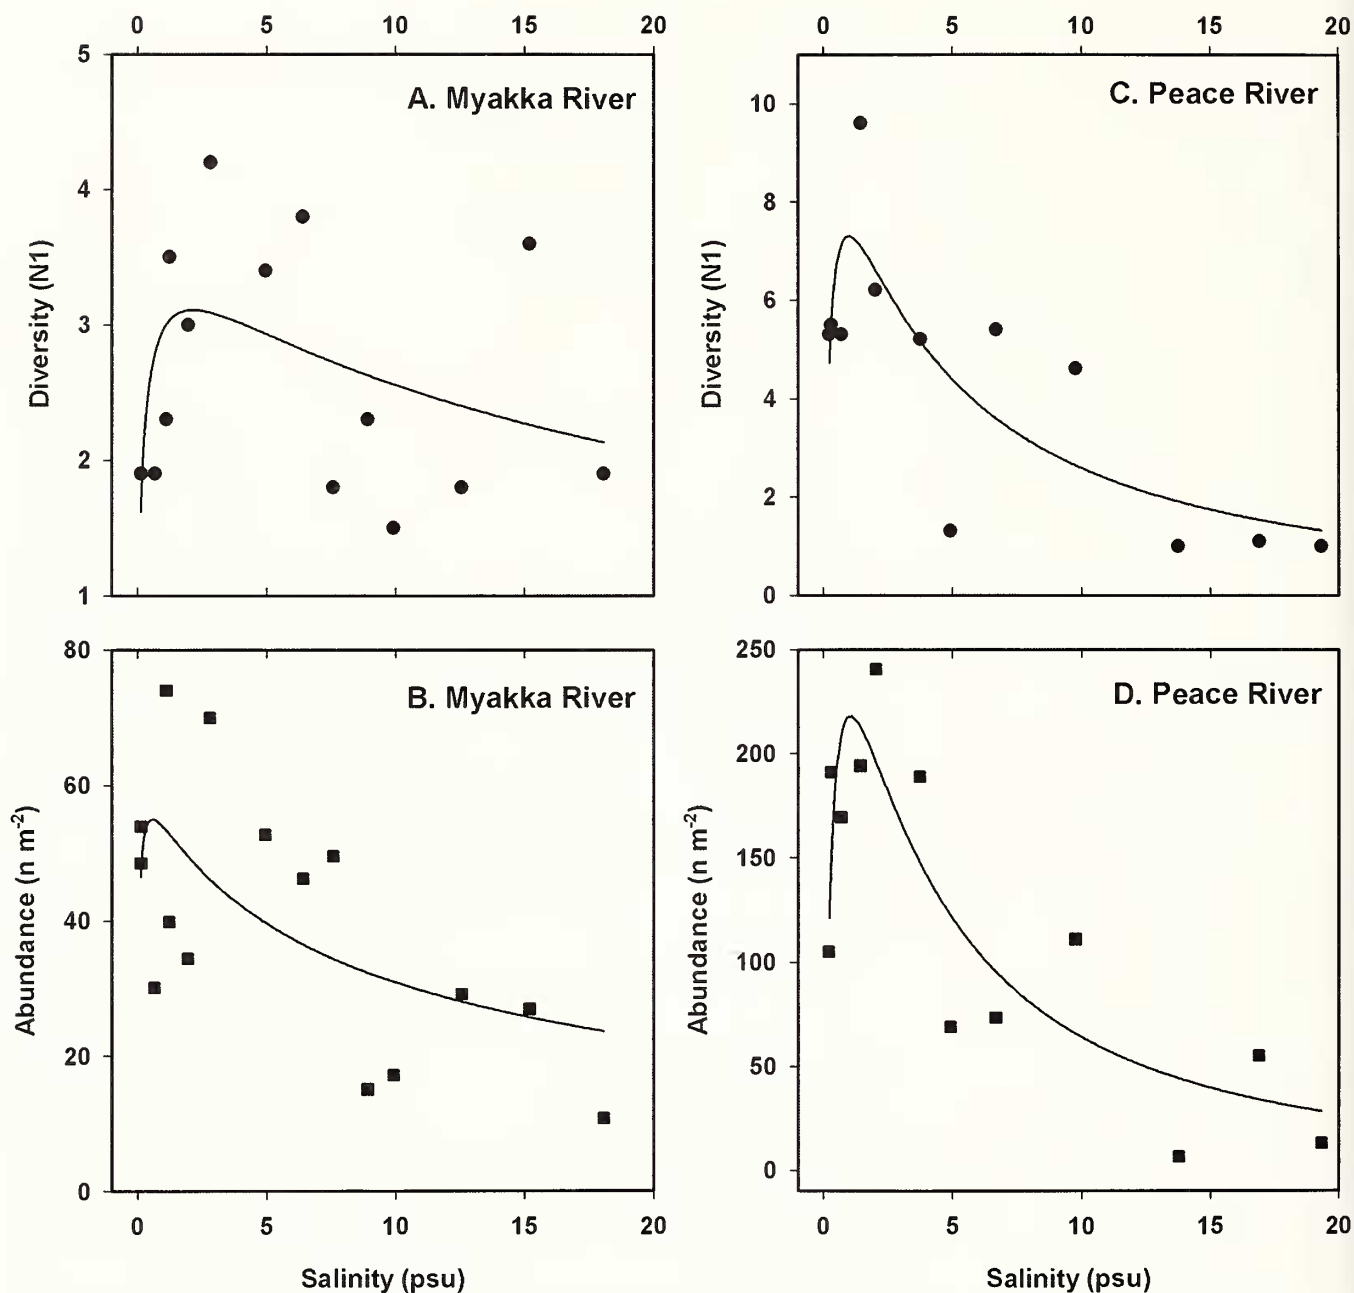 0 5 10 15 20
A. Myakka River
5
4
3
2
1
Diversity (N1)
0 5 10 15 20
C. Peace River
10
8
6
4
2
0
Diversity (N1)
B. Myakka River
80
60
40
20
0
Abundance (n m-2)
0 5 10 15 20
Salinity (psu)
D. Peace River
250
200
150
100
50
0
Abundance (n m-2)
0 5 10 15 20
Salinity (psu)